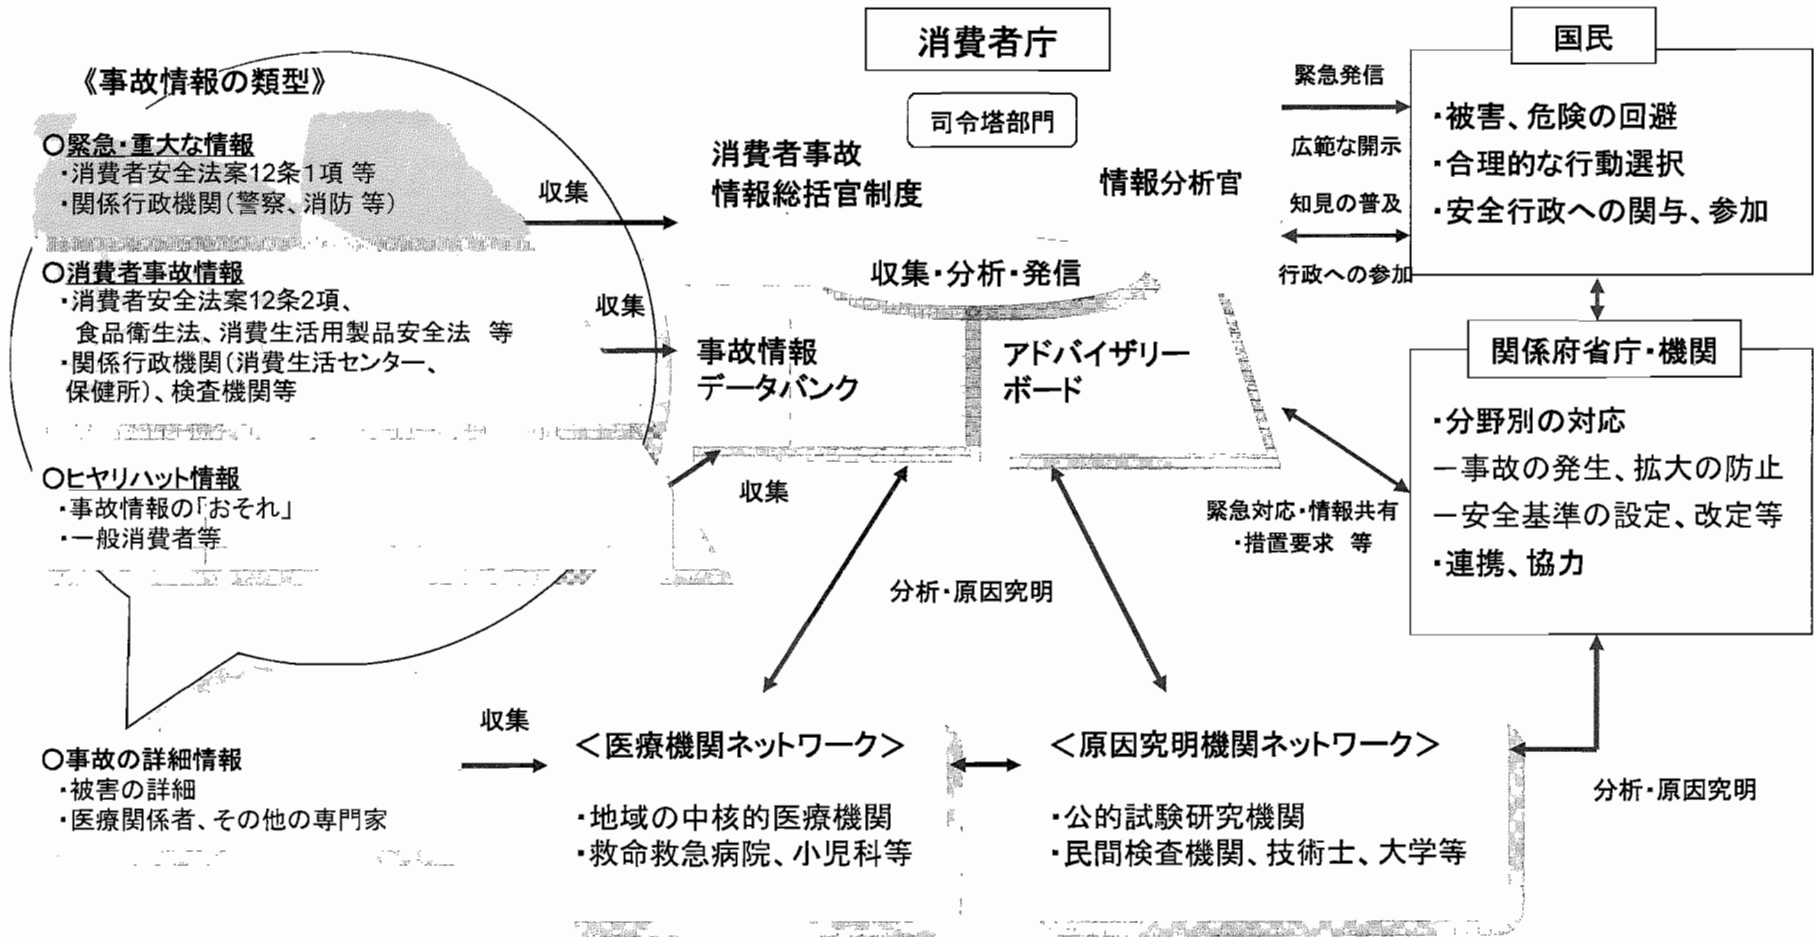 《事故情報の類型》
○緊急・重大な情報
・消費者安全法案12条1項 等
・関係行政機関(警察、消防 等)
○消費者事故情報
・消費者安全法案12条2項、
食品衛生法、消費生活用製品安全法 等
・関係行政機関(消費生活センター、
保健所)、検査機関等
○ヒヤリハット情報
・事故情報の「おそれ」
・一般消費者等
○事故の詳細情報
・被害の詳細
・医療関係者、その他の専門家
収集
収集
収集
収集
消費者庁
司令塔部門
消費者事故
情報総括官制度
情報分析官
収集・分析・発信
事故情報
データバンク
アドバイザリー
ボード
分析・原因究明
<医療機関ネットワーク>
・地域の中核的医療機関
・救命救急病院、小児科等
<原因究明機関ネットワーク>
・公的試験研究機関
・民間検査機関、技術士、大学等
緊急発信
広範な開示
知見の普及
行政への参加
国民
・被害、危険の回避
・合理的な行動選択
・安全行政への関与、参加
関係府省庁・機関
・分野別の対応
-事故の発生、拡大の防止
-安全基準の設定、改定等
・連携、協力
緊急対応・情報共有
・措置要求 等
分析・原因究明